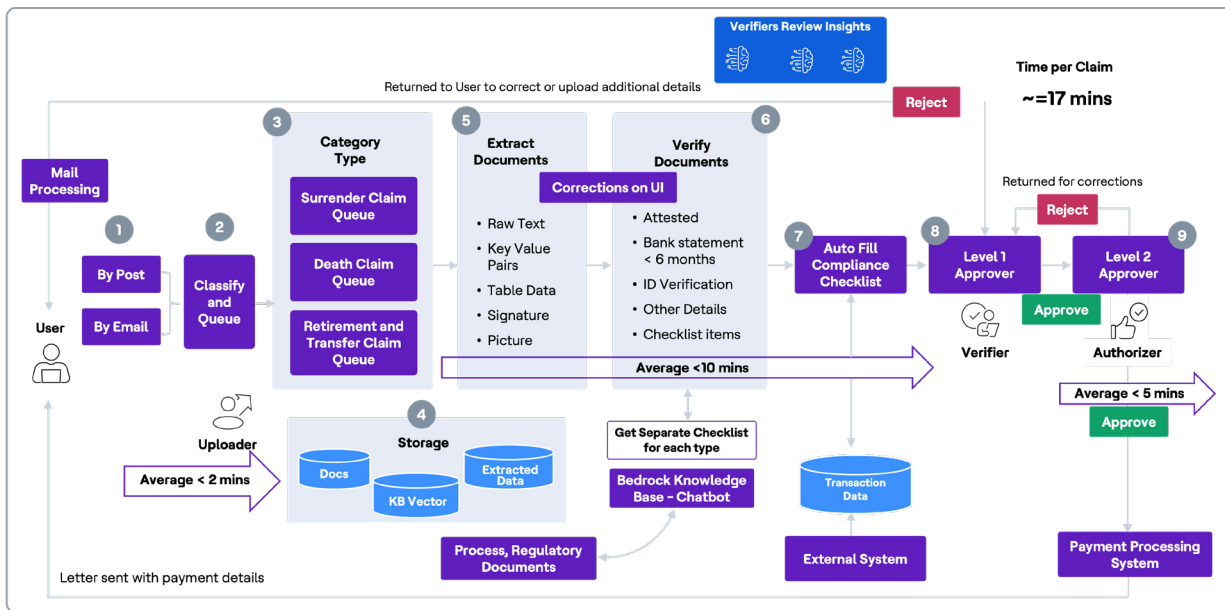 Verifiers Review Insights
Time per Claim
~=17 mins
Returned to User to correct or upload additional details
Reject
Mail
Processing
1
By Post
By Email
2
Classify
and
Queue
User
3
Category
Type
Surrender Claim
Queue
Death Claim
Queue
Retirement and
Transfer Claim
Queue
5
Extract
Documents
Corrections on UI
• Raw Text
• Key Value
Pairs
• Table Data
• Signature
• Picture
6
Verify
Documents
• Attested
• Bank statement
< 6 months
• ID Verification
• Other Details
• Checklist items
Average <10 mins
7
Auto Fill
Compliance
Checklist
Returned for corrections
Reject
8
Level 1
Approver
Approve
Verifier
9
Level 2
Approver
Authorizer
Average < 5 mins
Approve
Uploader
Average < 2 mins
4
Storage
Docs
KB Vector
Extracted
Data
Get Separate Checklist
for each type
Bedrock Knowledge
Base - Chatbot
Process, Regulatory
Documents
Transaction
Data
External System
Payment Processing
System
Letter sent with payment details